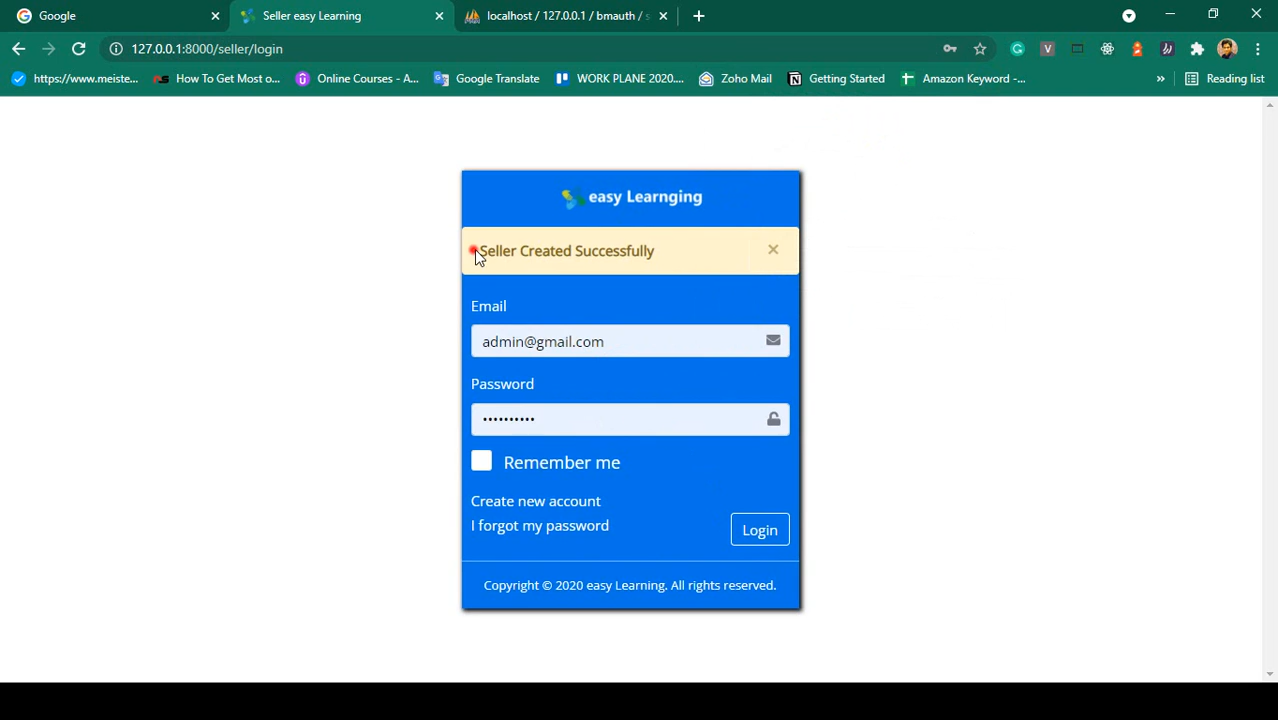 Google
Seller easy Learning
localhost / 127.0.0.1 / bmauth / s
127.0.0.1:8000/seller/login
https://www.meiste...
How To Get Most o...
Online Courses - A...
Google Translate
WORK PLANE 2020....
Zoho Mail
Getting Started
Amazon Keyword -...
»
Reading list
easy Learnging
Seller Created Successfully
Email
admin@gmail.com
Password
••••••••••
Remember me
Create new account
I forgot my password
Login
Copyright © 2020 easy Learning. All rights reserved.